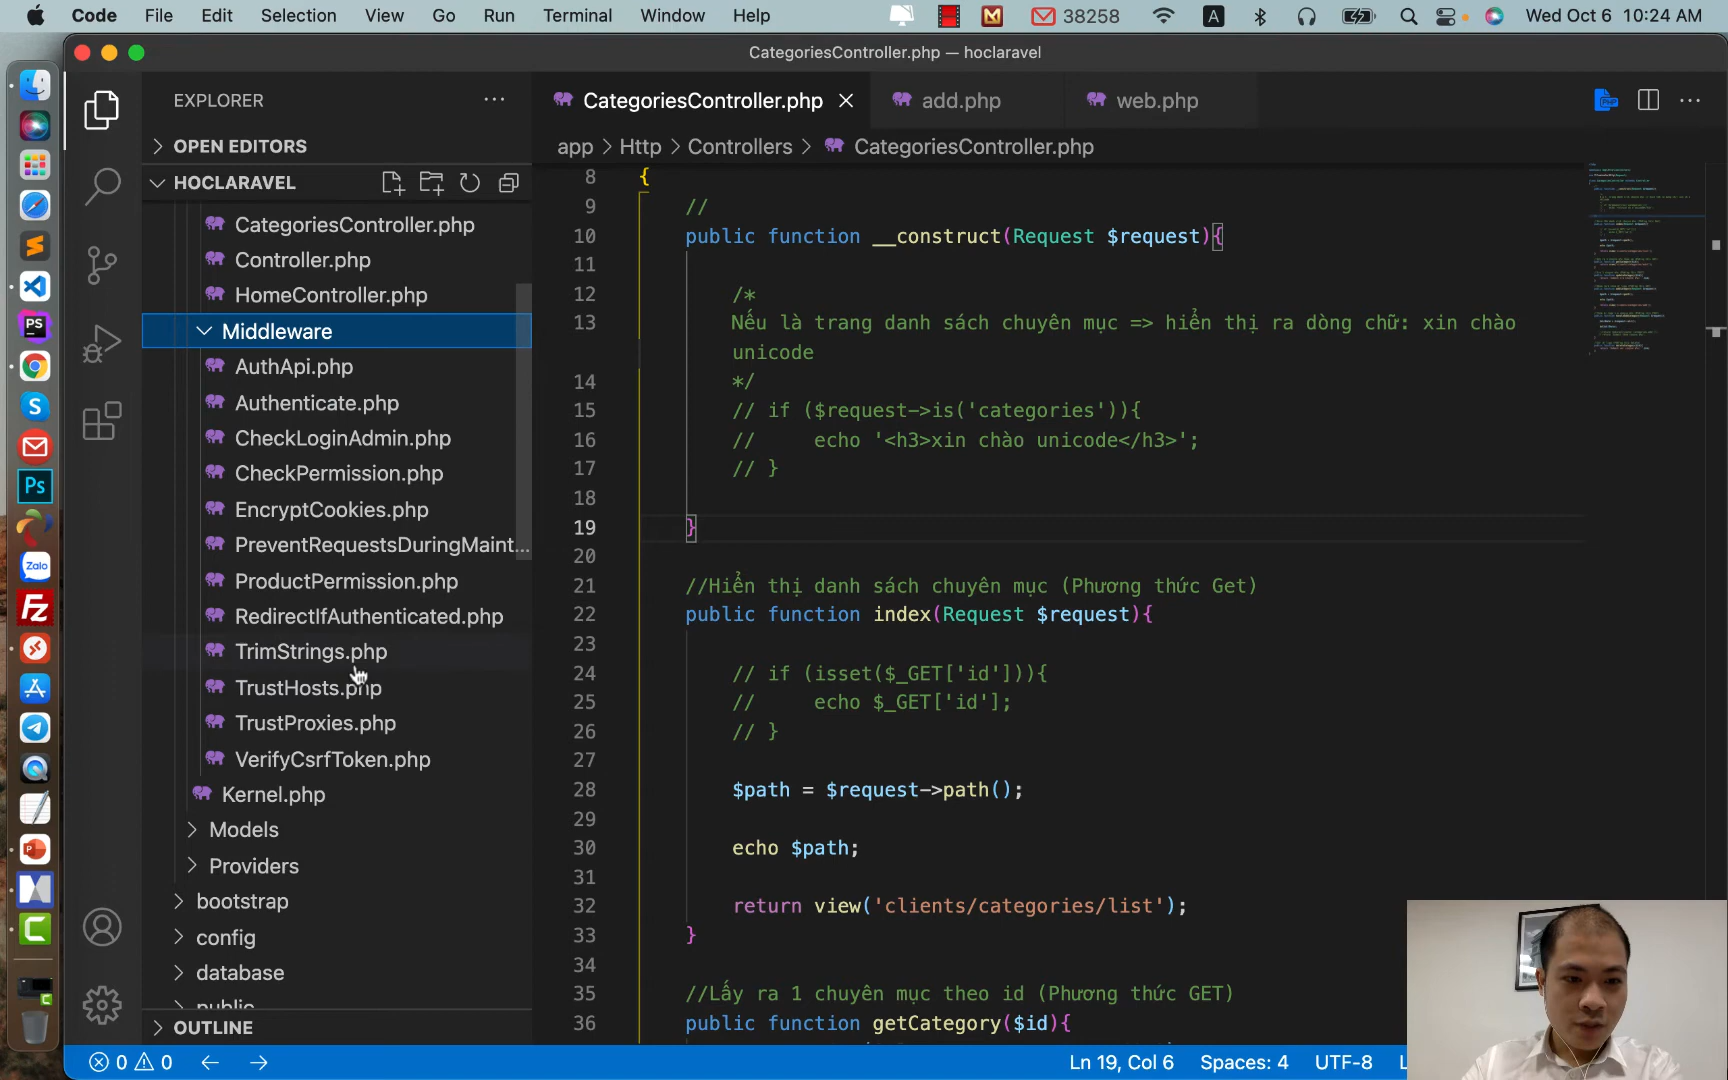 Code File Edit Selection View Go Run Terminal Window Help 38258 A Wed Oct 6 10:24 AM
CategoriesController.php — hoclaravel
EXPLORER
CategoriesController.php add.php web.php
OPEN EDITORS
app > Http > Controllers > CategoriesController.php
HOCLARAVEL
CategoriesController.php
Controller.php
HomeController.php
Middleware
AuthApi.php
Authenticate.php
CheckLoginAdmin.php
CheckPermission.php
EncryptCookies.php
PreventRequestsDuringMaint...
ProductPermission.php
RedirectIfAuthenticated.php
TrimStrings.php
TrustHosts.php
TrustProxies.php
VerifyCsrfToken.php
Kernel.php
Models
Providers
bootstrap
config
database
public
OUTLINE
8 {
9 //
10 public function __construct(Request $request){
11
12 /*
13 Nếu là trang danh sách chuyên mục => hiển thị ra dòng chữ: xin chào
unicode
14 */
15 // if ($request->is('categories')){
16 // echo '<h3>xin chào unicode</h3>';
17 // }
18
19 }
20
21 //Hiển thị danh sách chuyên mục (Phương thức Get)
22 public function index(Request $request){
23
24 // if (isset($_GET['id'])){
25 // echo $_GET['id'];
26 // }
27
28 $path = $request->path();
29
30 echo $path;
31
32 return view('clients/categories/list');
33 }
34
35 //Lấy ra 1 chuyên mục theo id (Phương thức GET)
36 public function getCategory($id){
PS
S
Ps
Zalo
FZ
0 0 Ln 19, Col 6 Spaces: 4 UTF-8 L